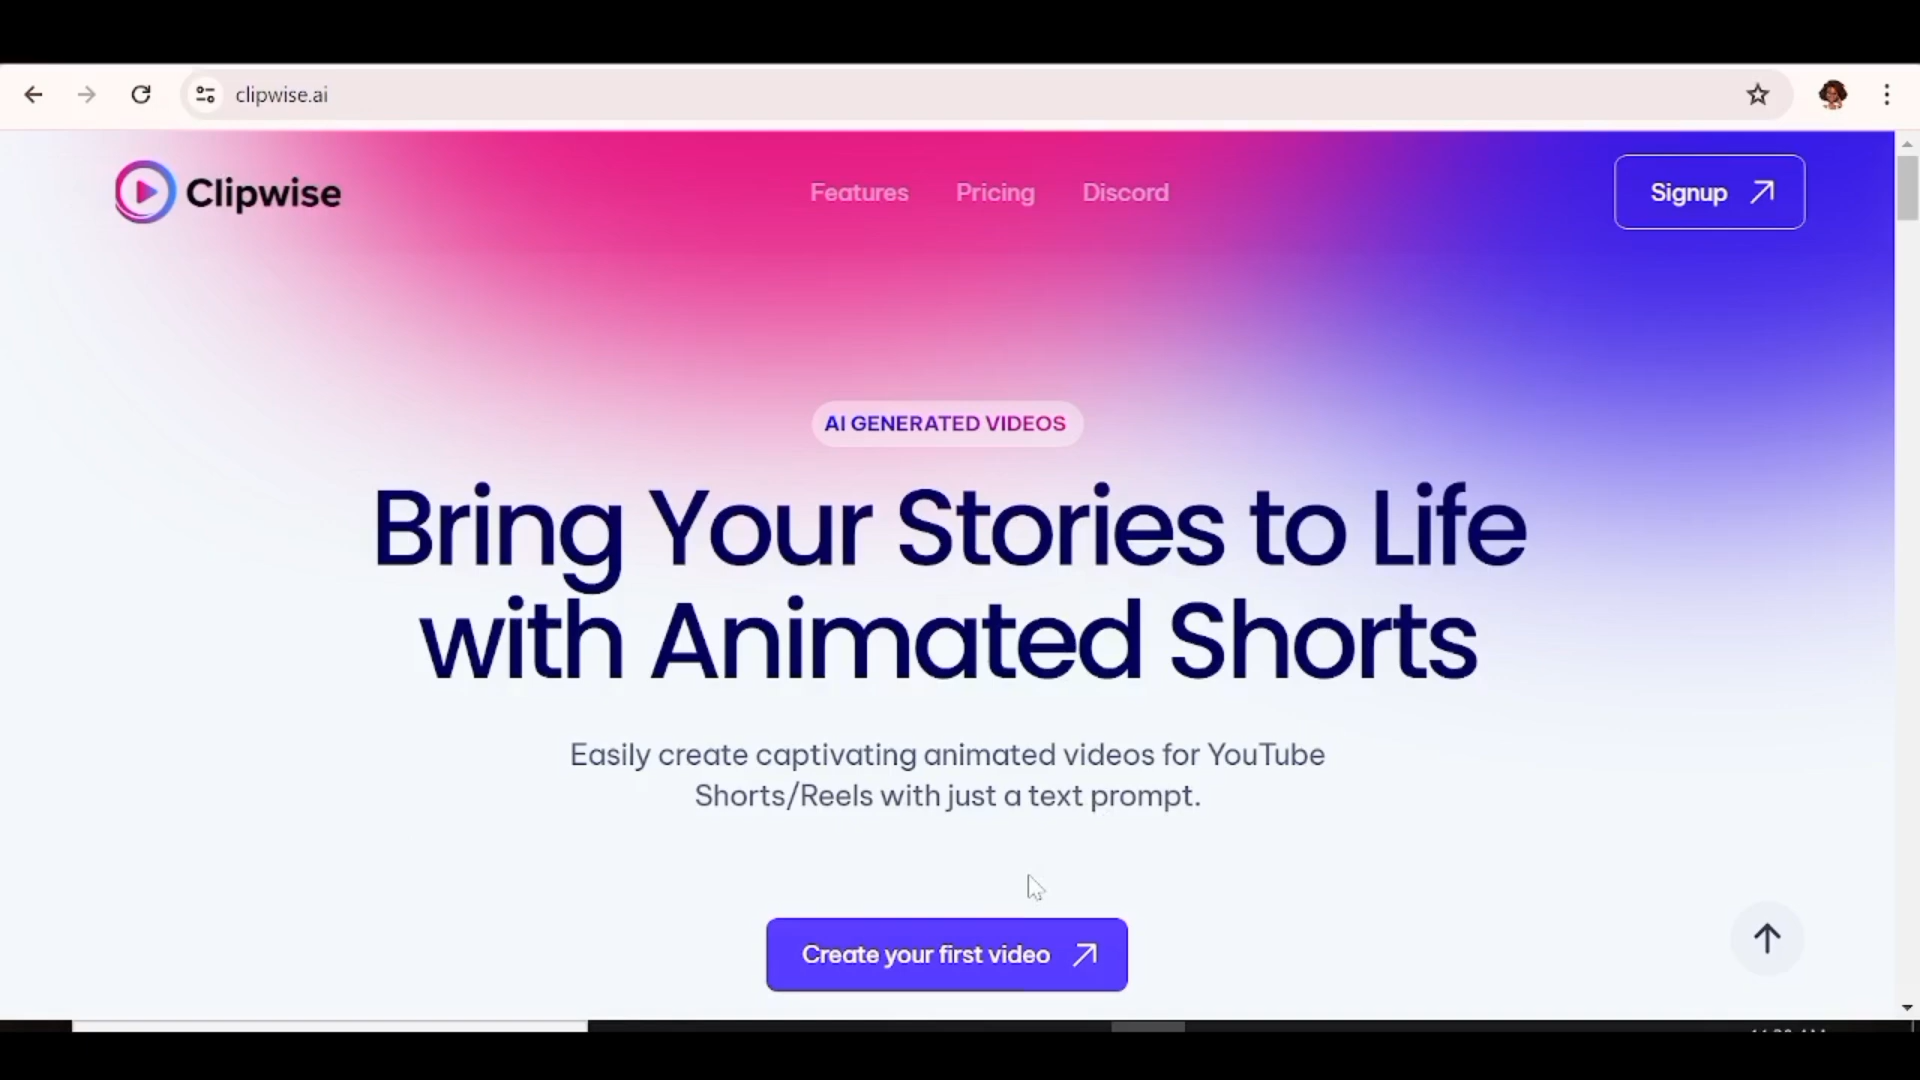 clipwise.ai
Clipwise
Features
Pricing
Discord
Signup
AI GENERATED VIDEOS
Bring Your Stories to Life
with Animated Shorts
Easily create captivating animated videos for YouTube
Shorts/Reels with just a text prompt.
Create your first video